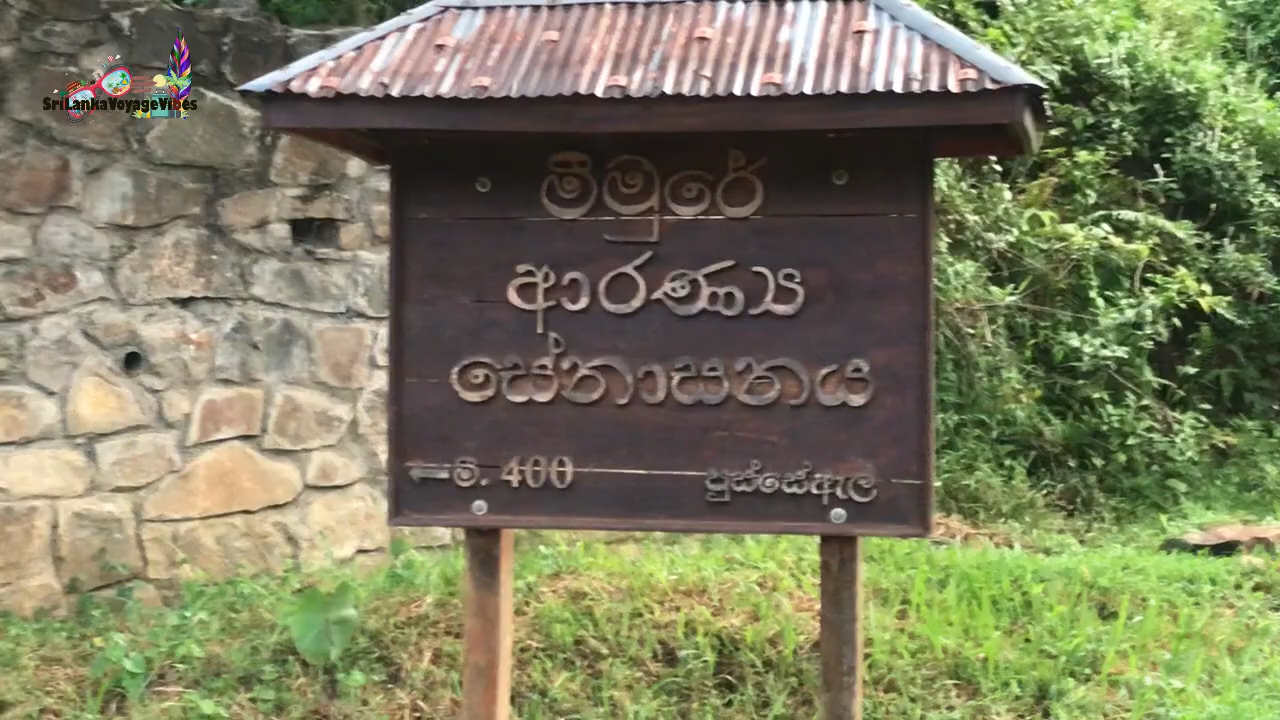 SriLankaVoyageVibes
මීමුරේ
ආරණ්‍ය
සේනාසනය
←මී. 400 පුස්සේඇල